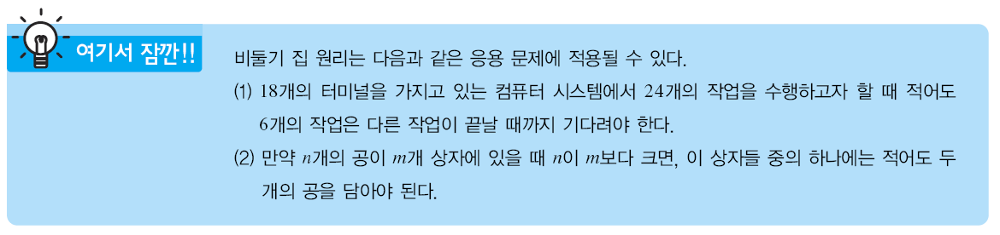 여기서 잠깐!!
비둘기 집 원리는 다음과 같은 응용 문제에 적용될 수 있다.
(1) 18개의 터미널을 가지고 있는 컴퓨터 시스템에서 24개의 작업을 수행하고자 할 때 적어도
6개의 작업은 다른 작업이 끝날 때까지 기다려야 한다.
(2) 만약 n개의 공이 m개 상자에 있을 때 n이 m보다 크면, 이 상자들 중의 하나에는 적어도 두
개의 공을 담아야 된다.